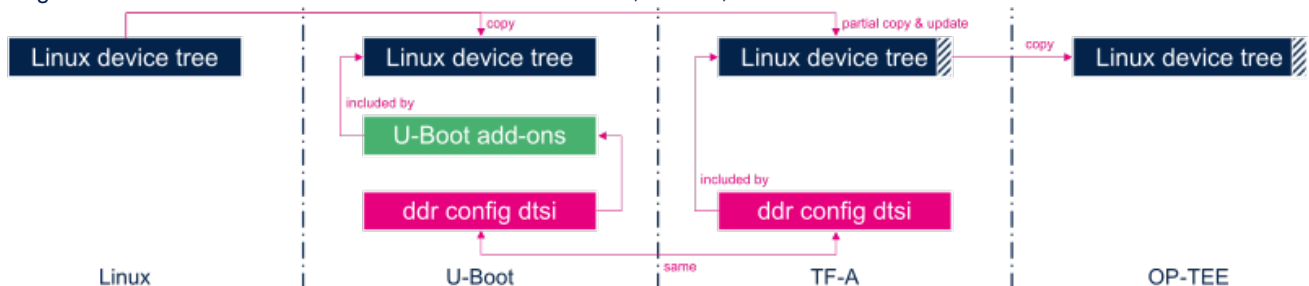 copy
partial copy & update
Linux device tree
Linux device tree
Linux device tree
copy
Linux device tree
included by
U-Boot add-ons
included by
ddr config dtsi
ddr config dtsi
same
Linux
U-Boot
TF-A
OP-TEE